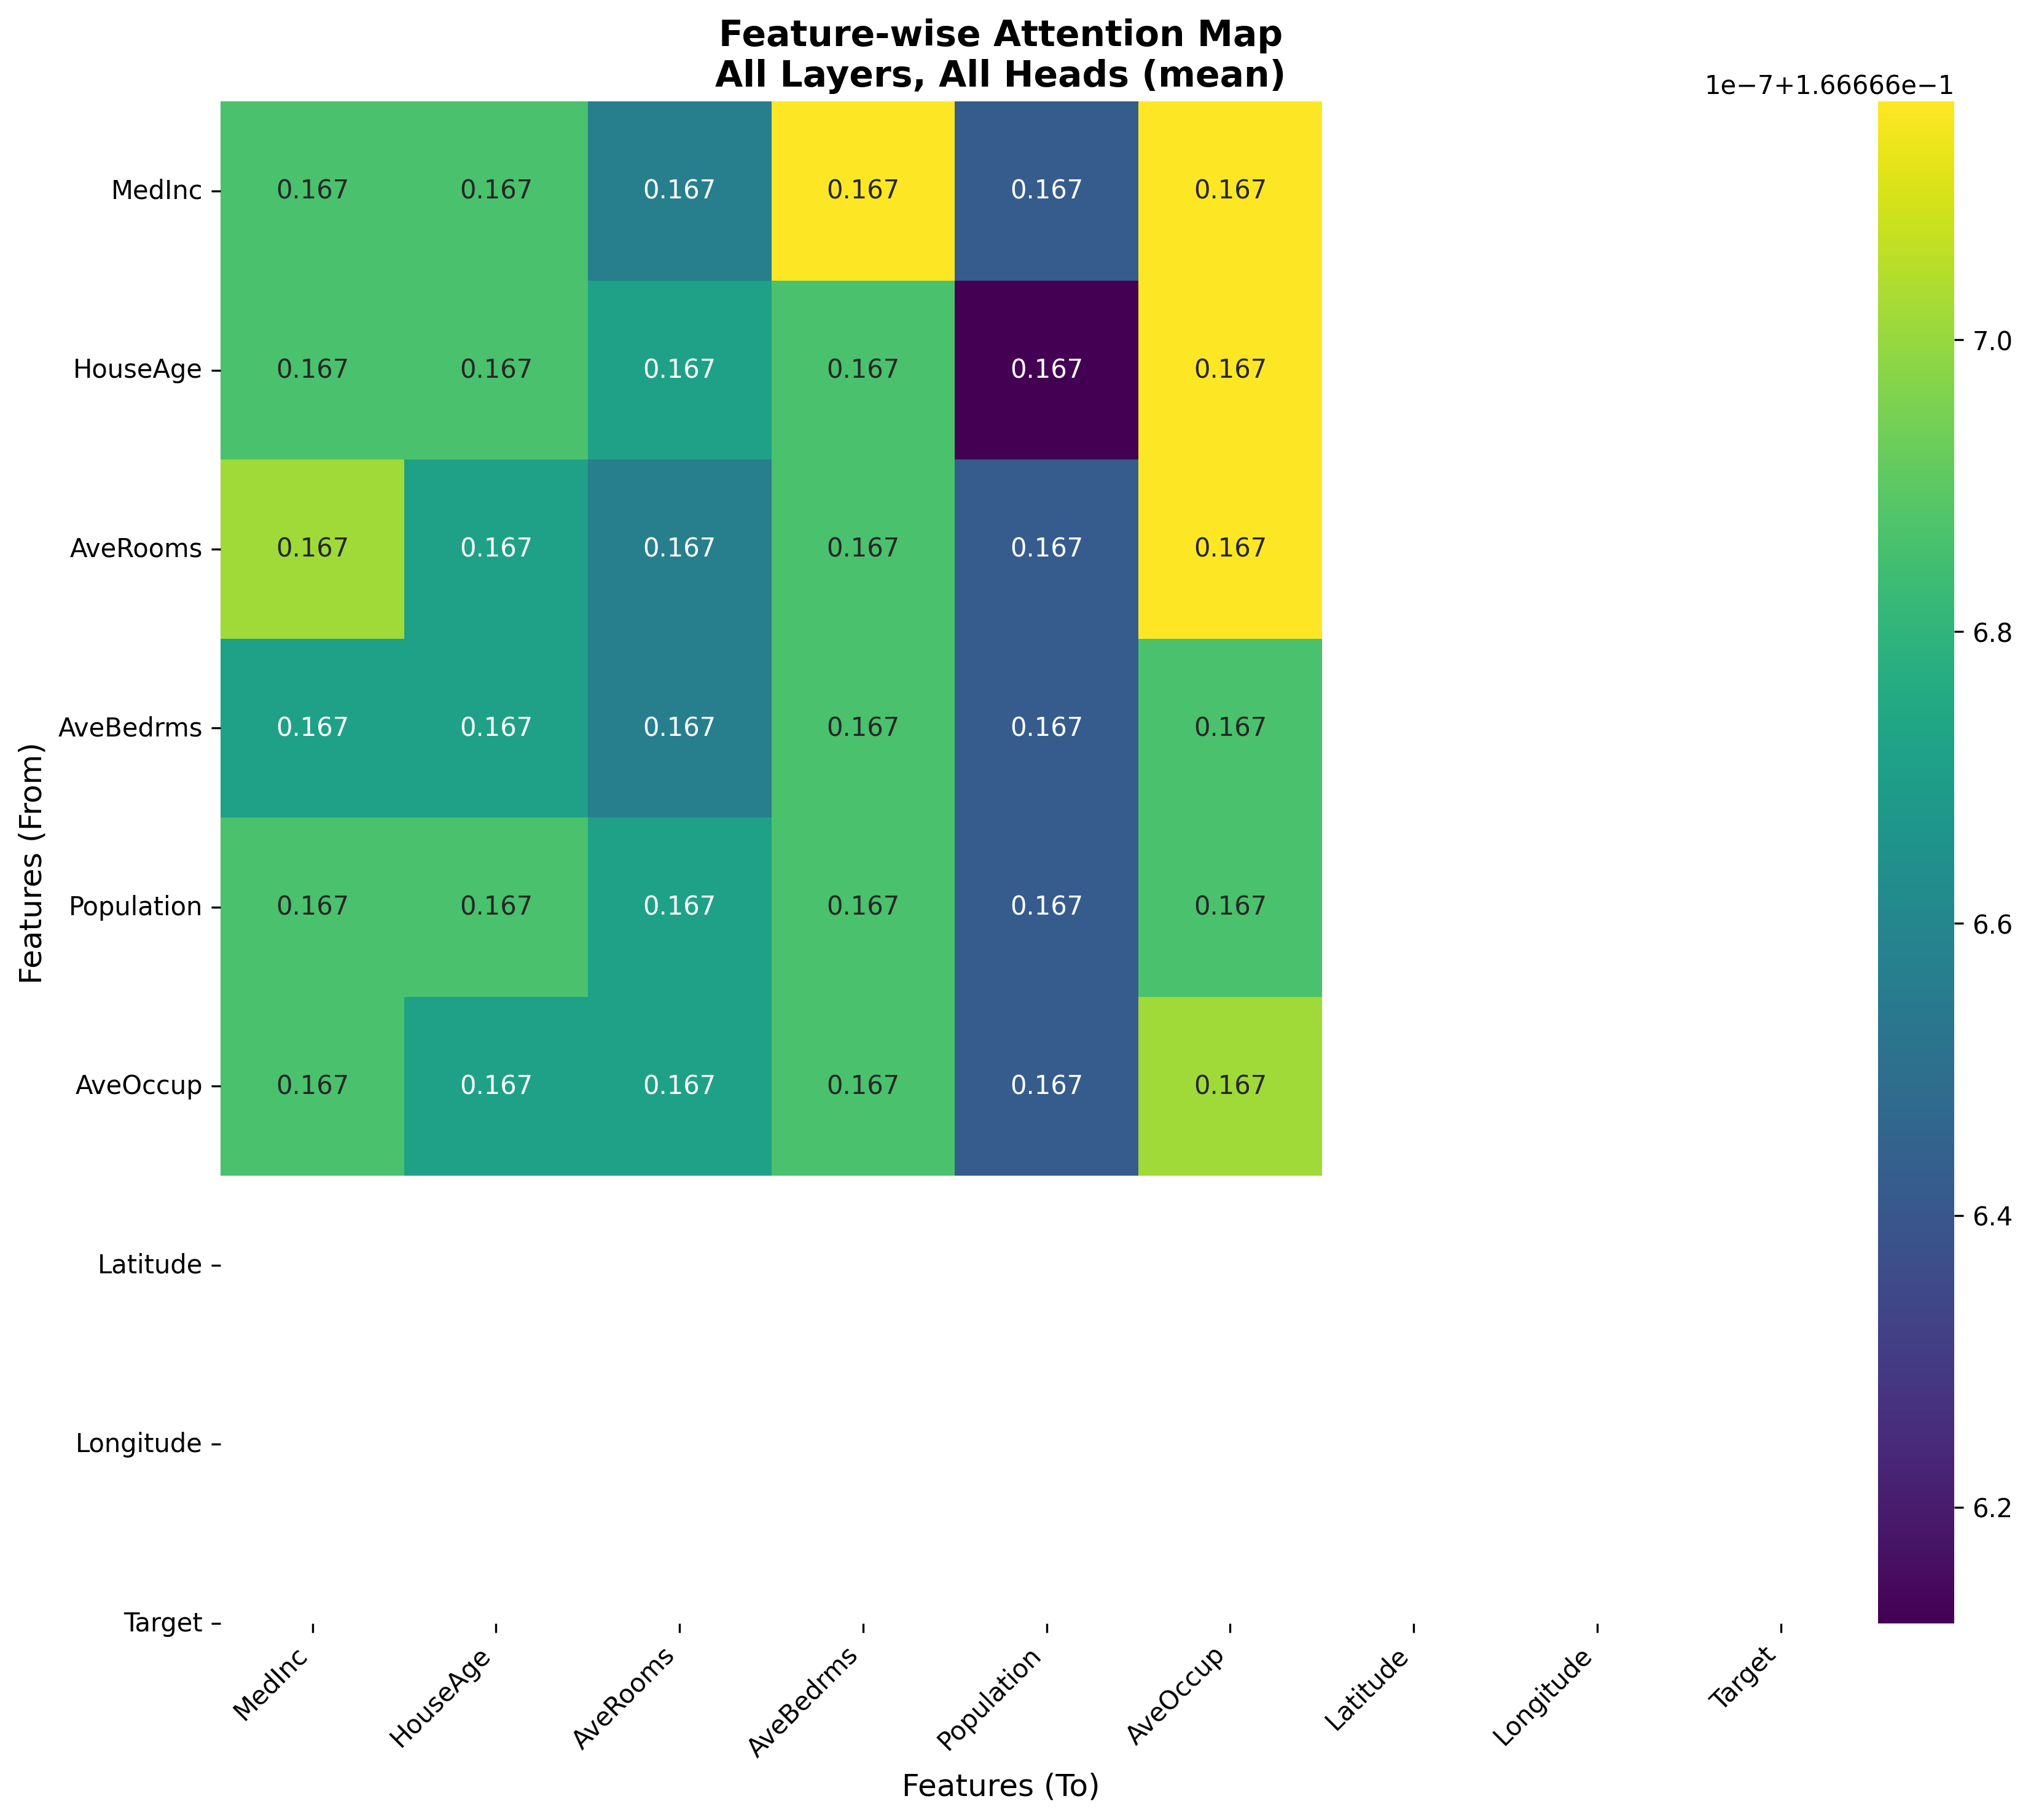 Feature-wise Attention Map
All Layers, All Heads (mean)
1e−7+1.66666e−1
MedInc 0.167 0.167 0.167 0.167 0.167 0.167
HouseAge 0.167 0.167 0.167 0.167 0.167 0.167
7.0
AveRooms 0.167 0.167 0.167 0.167 0.167 0.167
6.8
AveBedrms 0.167 0.167 0.167 0.167 0.167 0.167
Features (From)
Population 0.167 0.167 0.167 0.167 0.167 0.167
6.6
AveOccup 0.167 0.167 0.167 0.167 0.167 0.167
6.4
Latitude
Longitude
6.2
Target
MedInc HouseAge AveRooms AveBedrms Population AveOccup Latitude Longitude Target
Features (To)